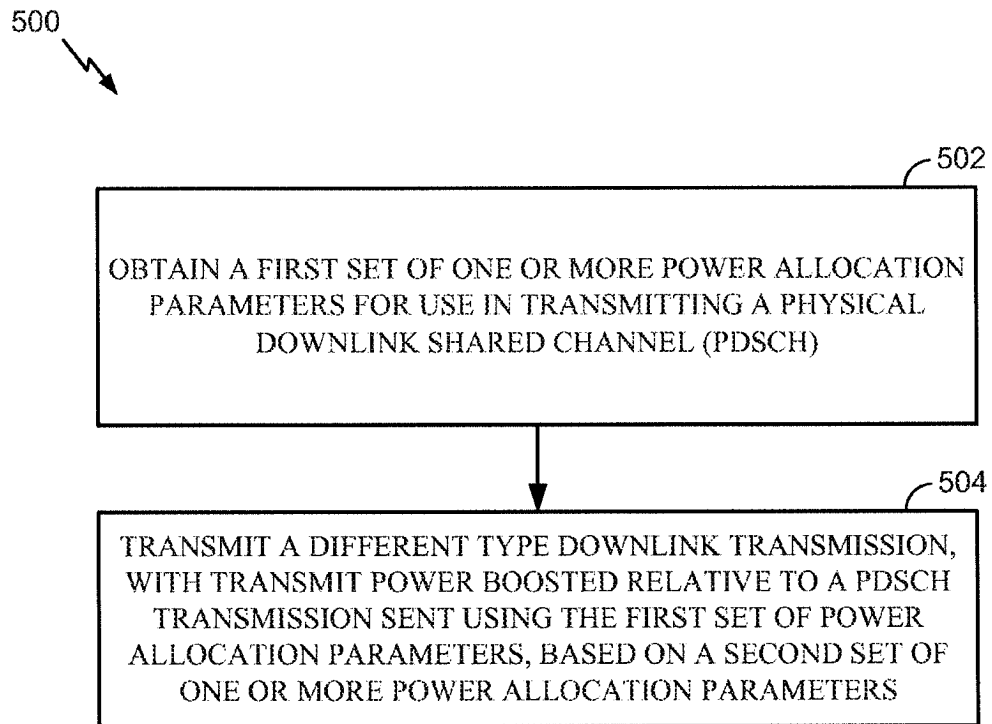 500
502
OBTAIN A FIRST SET OF ONE OR MORE POWER ALLOCATION
PARAMETERS FOR USE IN TRANSMITTING A PHYSICAL
DOWNLINK SHARED CHANNEL (PDSCH)
504
TRANSMIT A DIFFERENT TYPE DOWNLINK TRANSMISSION,
WITH TRANSMIT POWER BOOSTED RELATIVE TO A PDSCH
TRANSMISSION SENT USING THE FIRST SET OF POWER
ALLOCATION PARAMETERS, BASED ON A SECOND SET OF
ONE OR MORE POWER ALLOCATION PARAMETERS